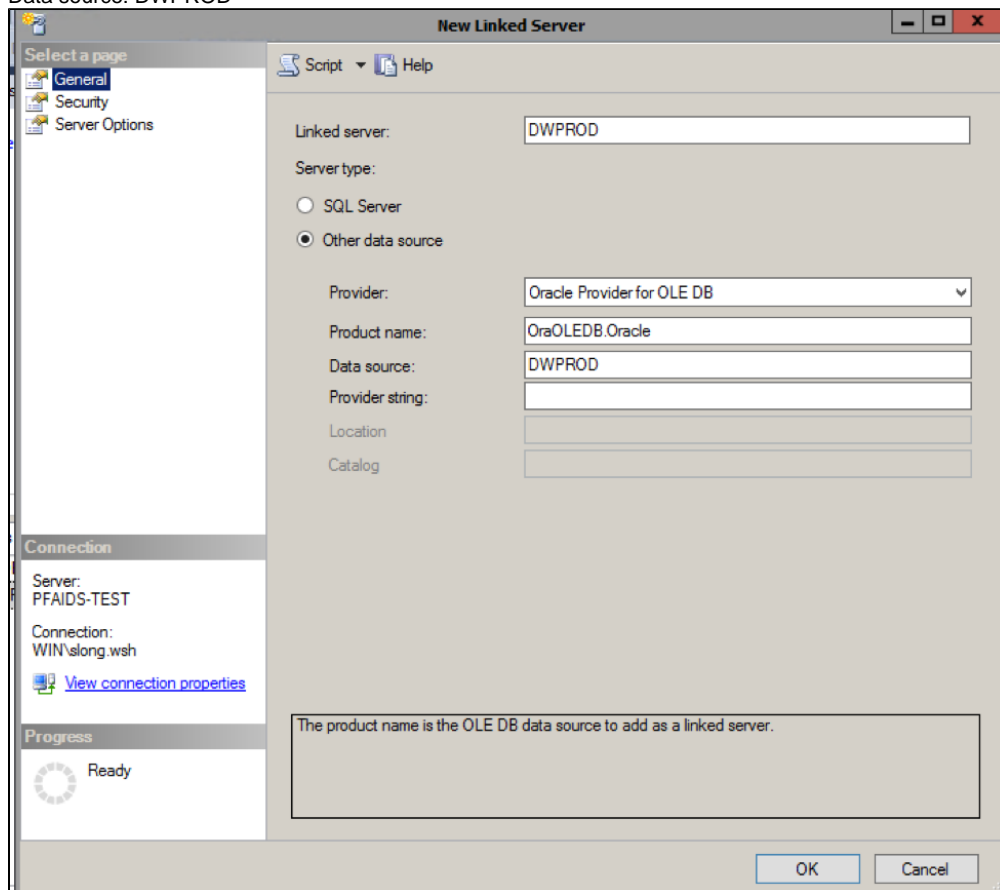 Data source: DWPROD
New Linked Server
Select a page
General
Security
Server Options
Script Help
Linked server: DWPROD
Server type:
SQL Server
Other data source
Provider: Oracle Provider for OLE DB
Product name: OraOLEDB.Oracle
Data source: DWPROD
Provider string:
Location
Catalog
Connection
Server:
PFAIDS-TEST
Connection:
WIN\slong.wsh
View connection properties
Progress
Ready
The product name is the OLE DB data source to add as a linked server.
OK Cancel